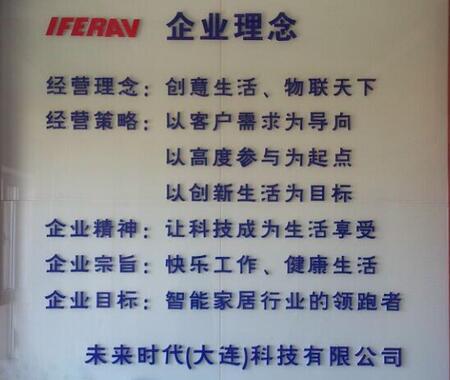 IFERAV 企业理念
经营理念：创意生活、物联天下
经营策略：以客户需求为导向
以高度参与为起点
以创新生活为目标
企业精神：让科技成为生活享受
企业宗旨：快乐工作、健康生活
企业目标：智能家居行业的领跑者
未来时代(大连)科技有限公司